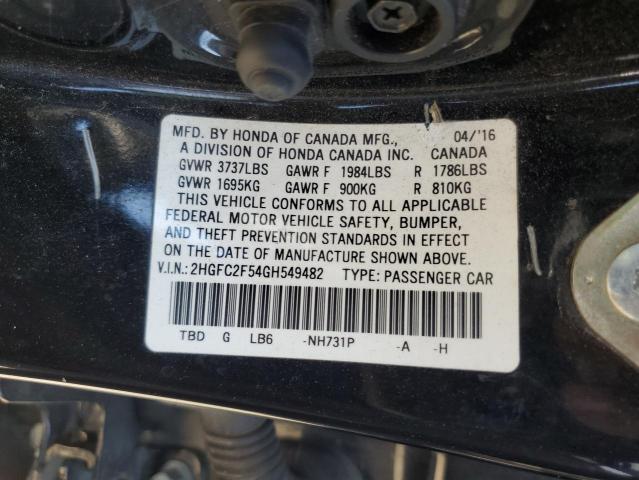 MFD. BY HONDA OF CANADA MFG., 04/'16
A DIVISION OF HONDA CANADA INC. CANADA
GVWR 3737LBS GAWR F 1984LBS R 1786LBS
GVWR 1695KG GAWR F 900KG R 810KG
THIS VEHICLE CONFORMS TO ALL APPLICABLE
FEDERAL MOTOR VEHICLE SAFETY, BUMPER,
AND THEFT PREVENTION STANDARDS IN EFFECT
ON THE DATE OF MANUFACTURE SHOWN ABOVE.
V.I.N.: 2HGFC2F54GH549482 TYPE: PASSENGER CAR
TBD G LB6 -NH731P -A -H